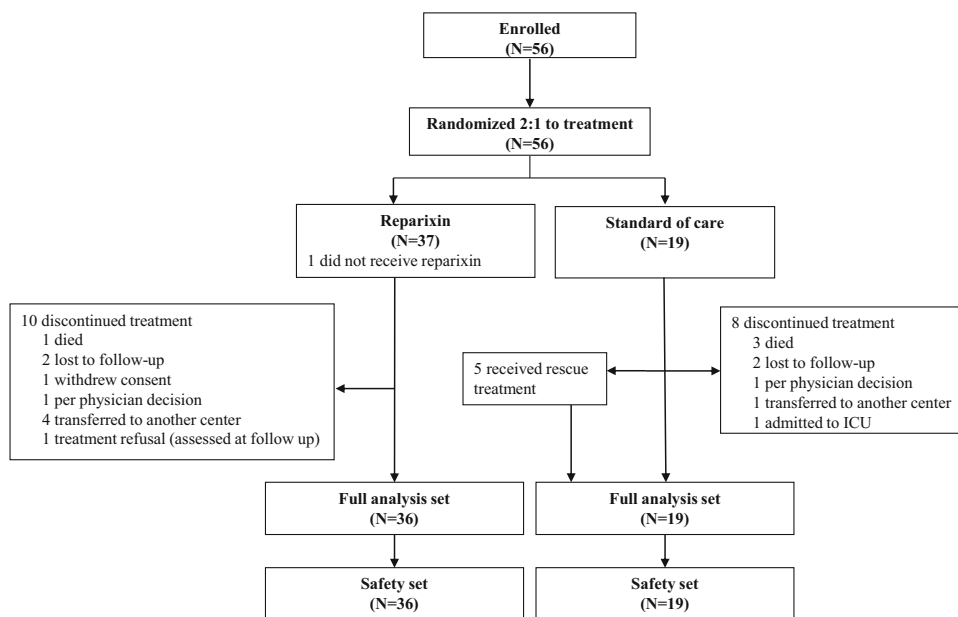 Enrolled
(N=56)
Randomized 2:1 to treatment
(N=56)
Reparixin
(N=37)
1 did not receive reparixin
Standard of care
(N=19)
10 discontinued treatment
1 died
2 lost to follow-up
1 withdrew consent
1 per physician decision
4 transferred to another center
1 treatment refusal (assessed at follow up)
5 received rescue
treatment
8 discontinued treatment
3 died
2 lost to follow-up
1 per physician decision
1 transferred to another center
1 admitted to ICU
Full analysis set
(N=36)
Full analysis set
(N=19)
Safety set
(N=36)
Safety set
(N=19)